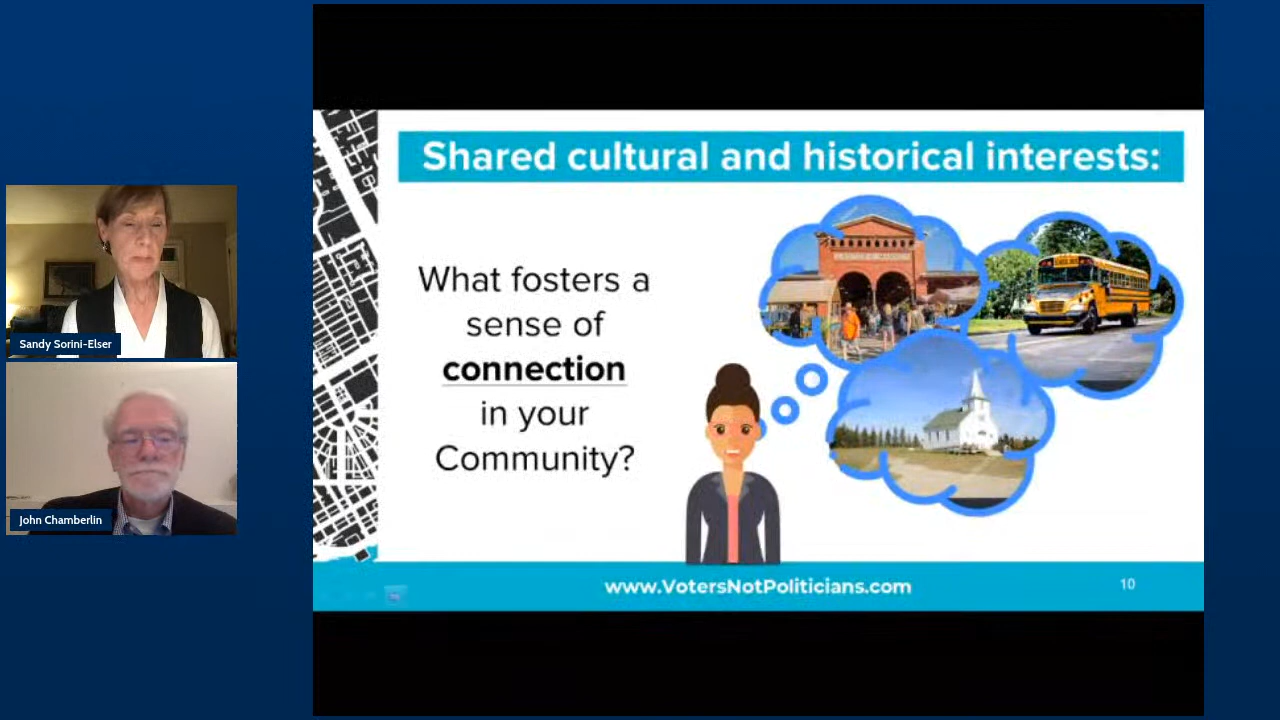 Shared cultural and historical interests:
What fosters a
sense of
connection
in your
Community?
Sandy Sorini-Elser
John Chamberlin
www.VotersNotPoliticians.com
10